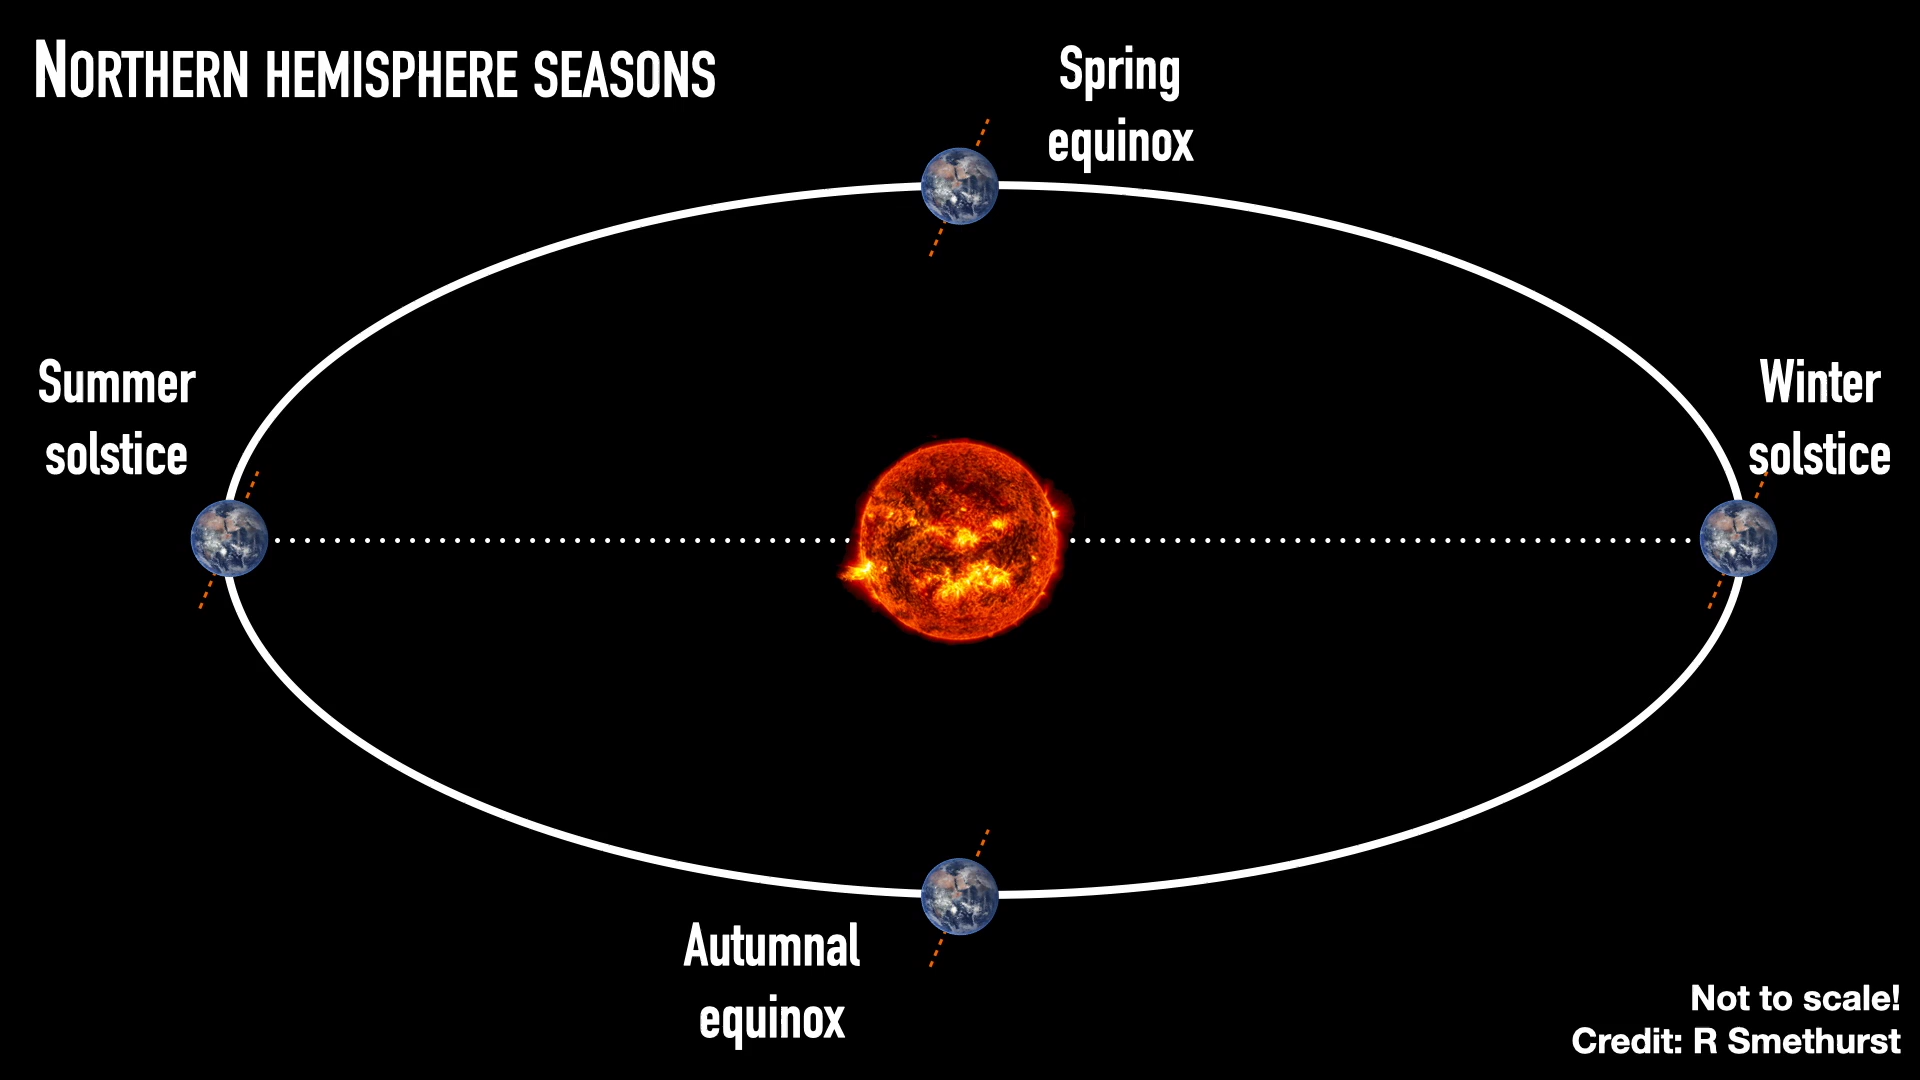 NORTHERN HEMISPHERE SEASONS
Spring
equinox
Summer
solstice
Winter
solstice
Autumnal
equinox
Not to scale!
Credit: R Smethurst